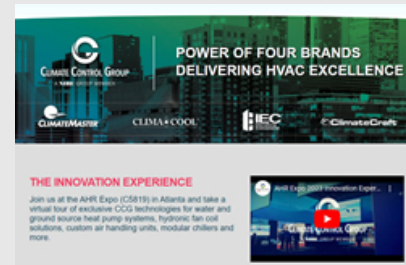 CLIMATE CONTROL GROUP
A NIBE GROUP MEMBER
POWER OF FOUR BRANDS
DELIVERING HVAC EXCELLENCE
CLIMATEMASTER
CLIMACOOL
IEC
ClimateCraft
THE INNOVATION EXPERIENCE
Join us at the AHR Expo (C5819) in Atlanta and take a
virtual tour of exclusive CCG technologies for water and
ground source heat pump systems, hydronic fan coil
solutions, custom air handling units, modular chillers and
more.
AHR Expo 2023 Innovation Exper...
CLIMATE CONTROL GROUP